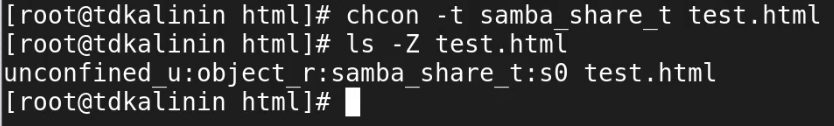 [root@tdkalinin html]# chcon -t samba_share_t test.html
[root@tdkalinin html]# ls -Z test.html
unconfined_u:object_r:samba_share_t:s0 test.html
[root@tdkalinin html]#